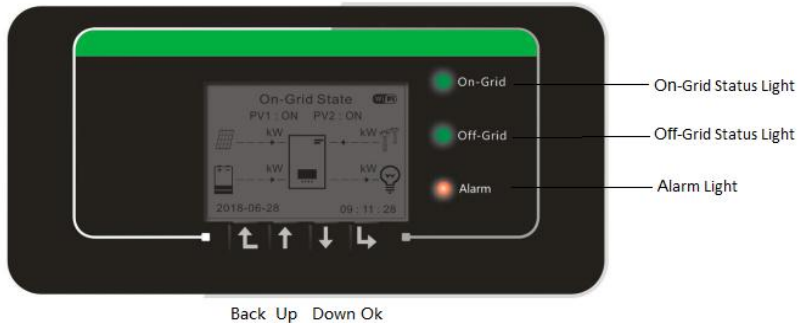 On-Grid State WiFi
PV1 : ON PV2 : ON
kW kW
kW kW
2018-06-28 09 : 11 : 28
On-Grid
Off-Grid
Alarm
On-Grid Status Light
Off-Grid Status Light
Alarm Light
Back Up Down Ok